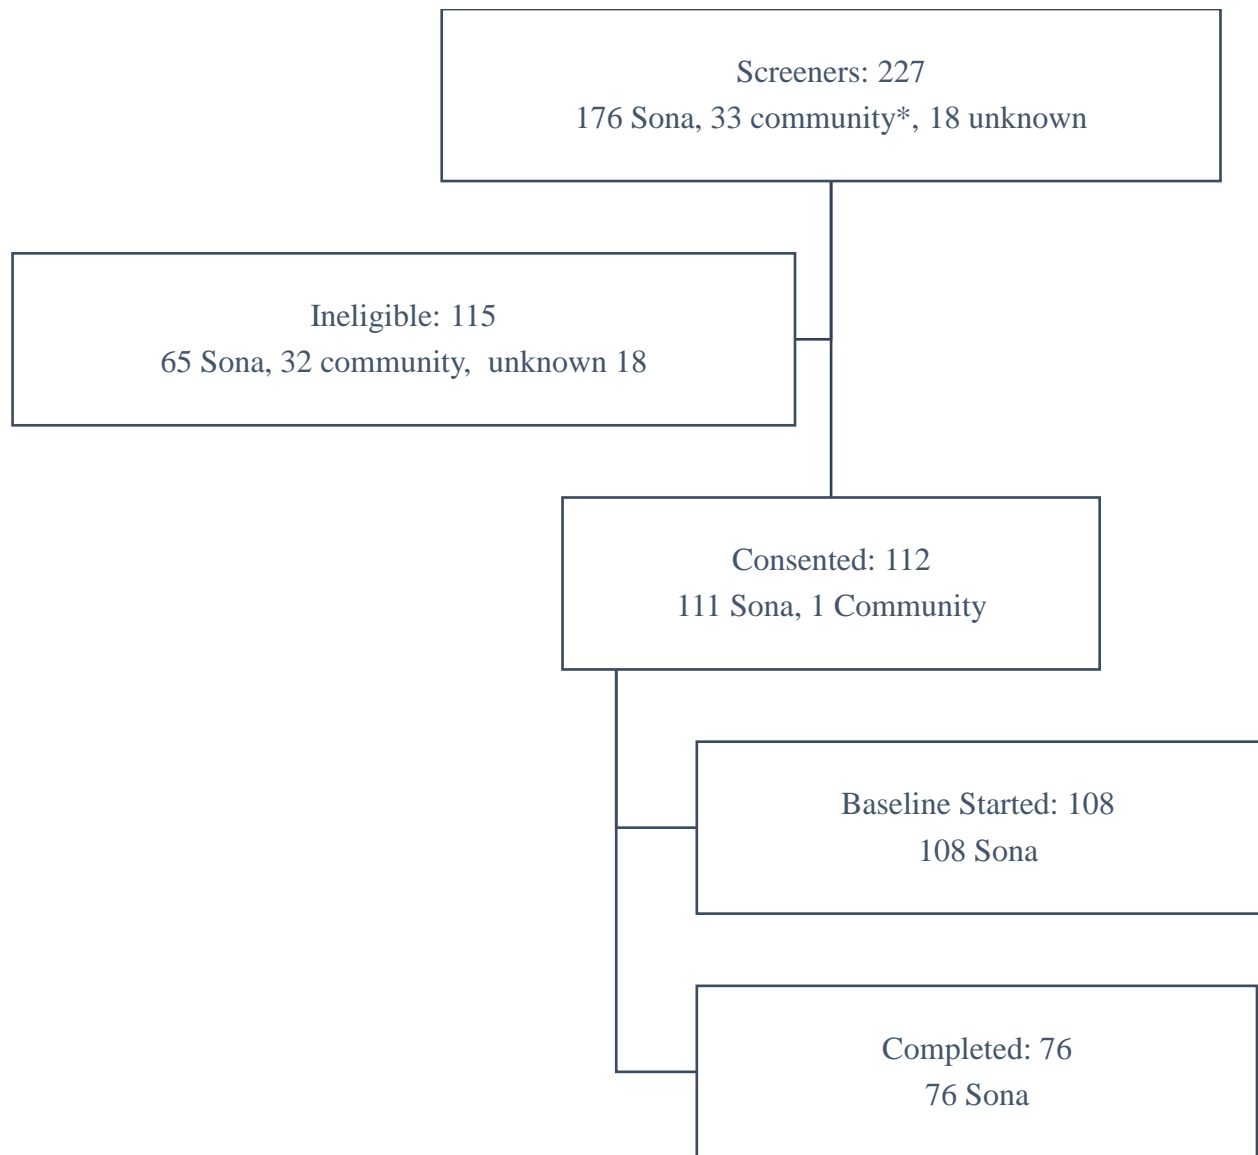 Screeners: 227
176 Sona, 33 community*, 18 unknown
Ineligible: 115
65 Sona, 32 community,  unknown 18
Consented: 112
111 Sona, 1 Community
Baseline Started: 108
108 Sona
Completed: 76
76 Sona